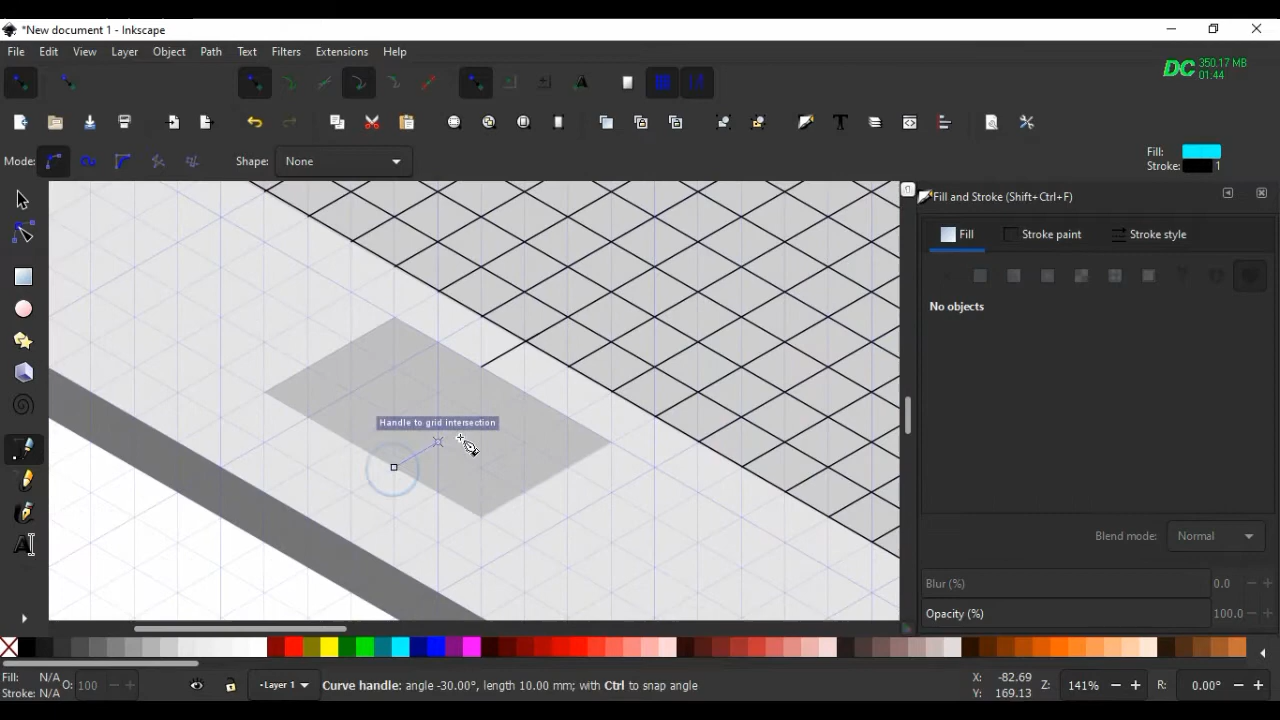 *New document 1 - Inkscape
File Edit View Layer Object Path Text Filters Extensions Help
DC 350.17 MB
01:44
Mode: Shape: None
Fill:
Stroke: 1
Fill and Stroke (Shift+Ctrl+F)
Fill Stroke paint Stroke style
No objects
Handle to grid intersection
Blend mode: Normal
Blur (%) 0.0
Opacity (%) 100.0
Fill: N/A
Stroke: N/A
O: 100
-Layer 1
Curve handle: angle -30.00°, length 10.00 mm; with Ctrl to snap angle
X: -82.69
Y: 169.13
Z: 141%
R: 0.00°